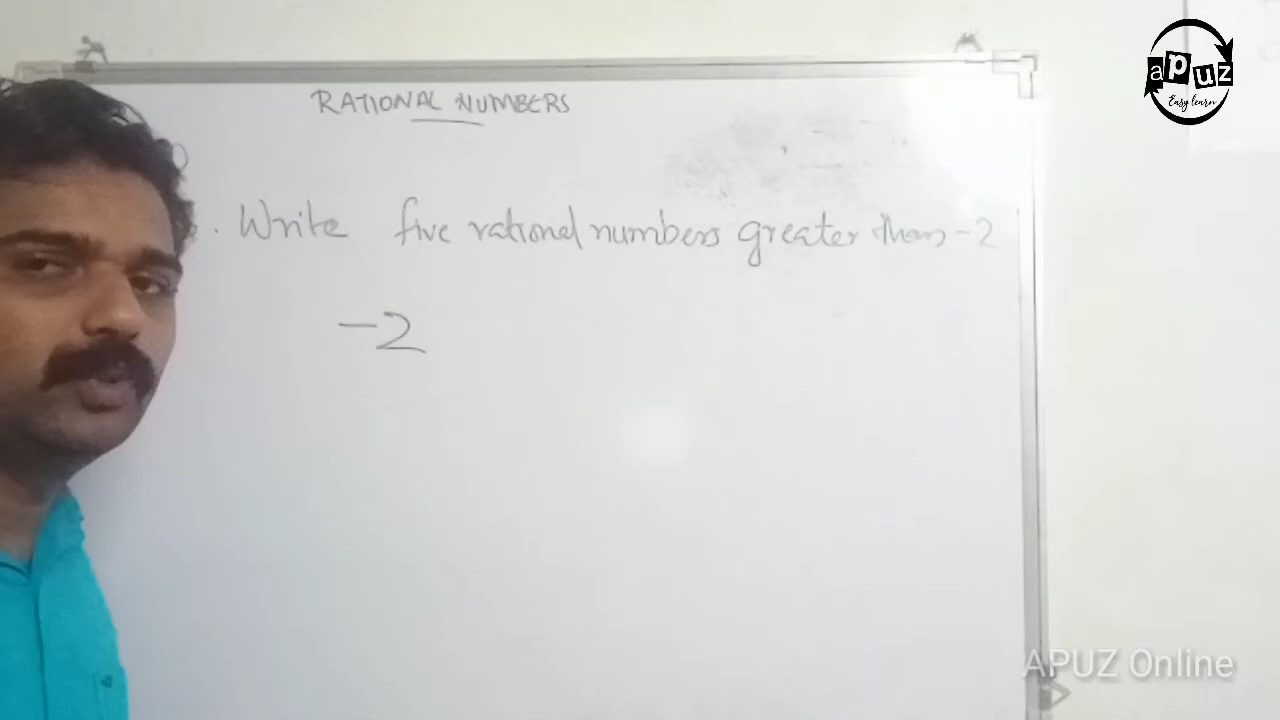 apuz
Easy learn
RATIONAL NUMBERS
. Write five rational numbers greater than -2
-2
APUZ Online